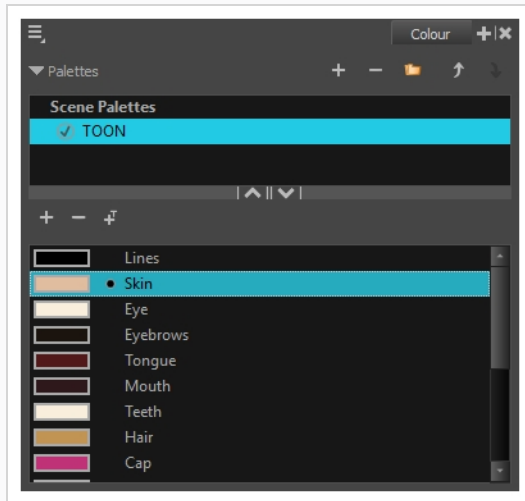 Colour
Palettes
Scene Palettes
TOON
Lines
Skin
Eye
Eyebrows
Tongue
Mouth
Teeth
Hair
Cap